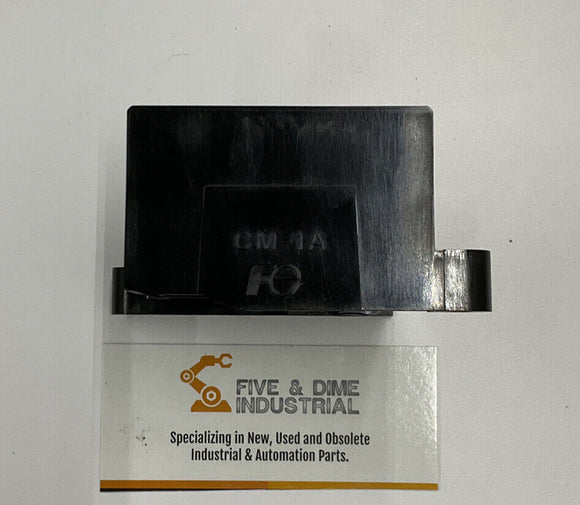 CM-1A
FIVE & DIME
INDUSTRIAL
Specializing in New, Used and Obsolete
Industrial & Automation Parts.